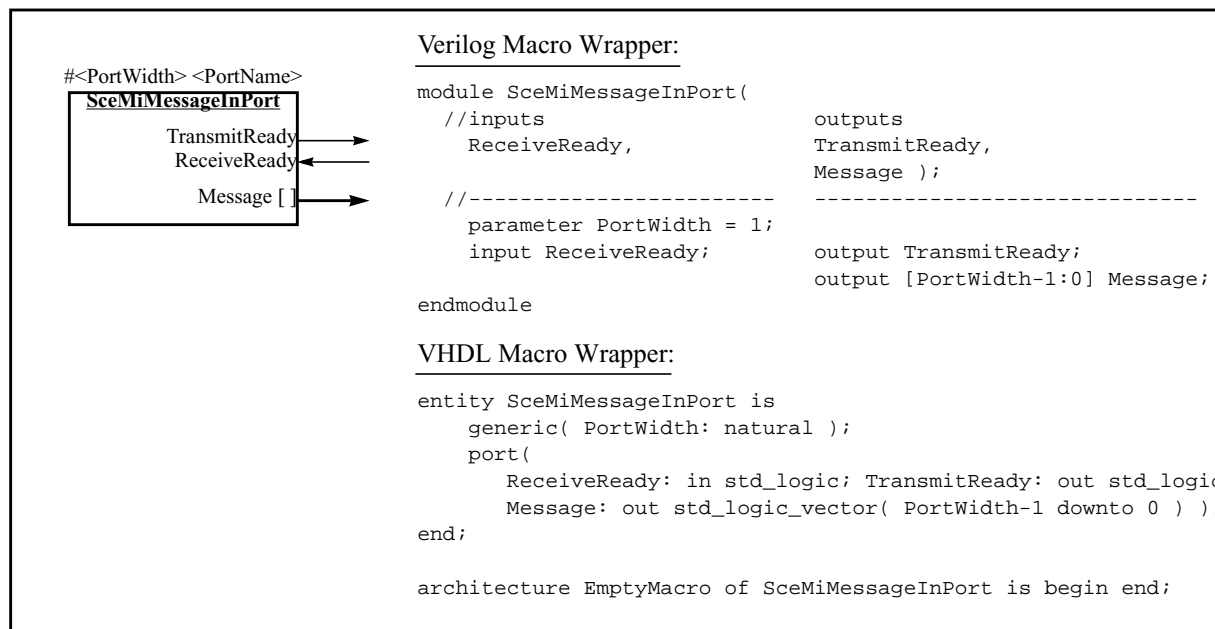 #<PortWidth> <PortName>
SceMiMessageInPort
TransmitReady
ReceiveReady
Message [ ]
Verilog Macro Wrapper:
module SceMiMessageInPort(
//inputs outputs
ReceiveReady, TransmitReady,
Message );
//------------------------ ------------------------------
parameter PortWidth = 1;
input ReceiveReady; output TransmitReady;
output [PortWidth-1:0] Message;
endmodule
VHDL Macro Wrapper:
entity SceMiMessageInPort is
generic( PortWidth: natural );
port(
ReceiveReady: in std_logic; TransmitReady: out std_logic
Message: out std_logic_vector( PortWidth-1 downto 0 ) )
end;
architecture EmptyMacro of SceMiMessageInPort is begin end;